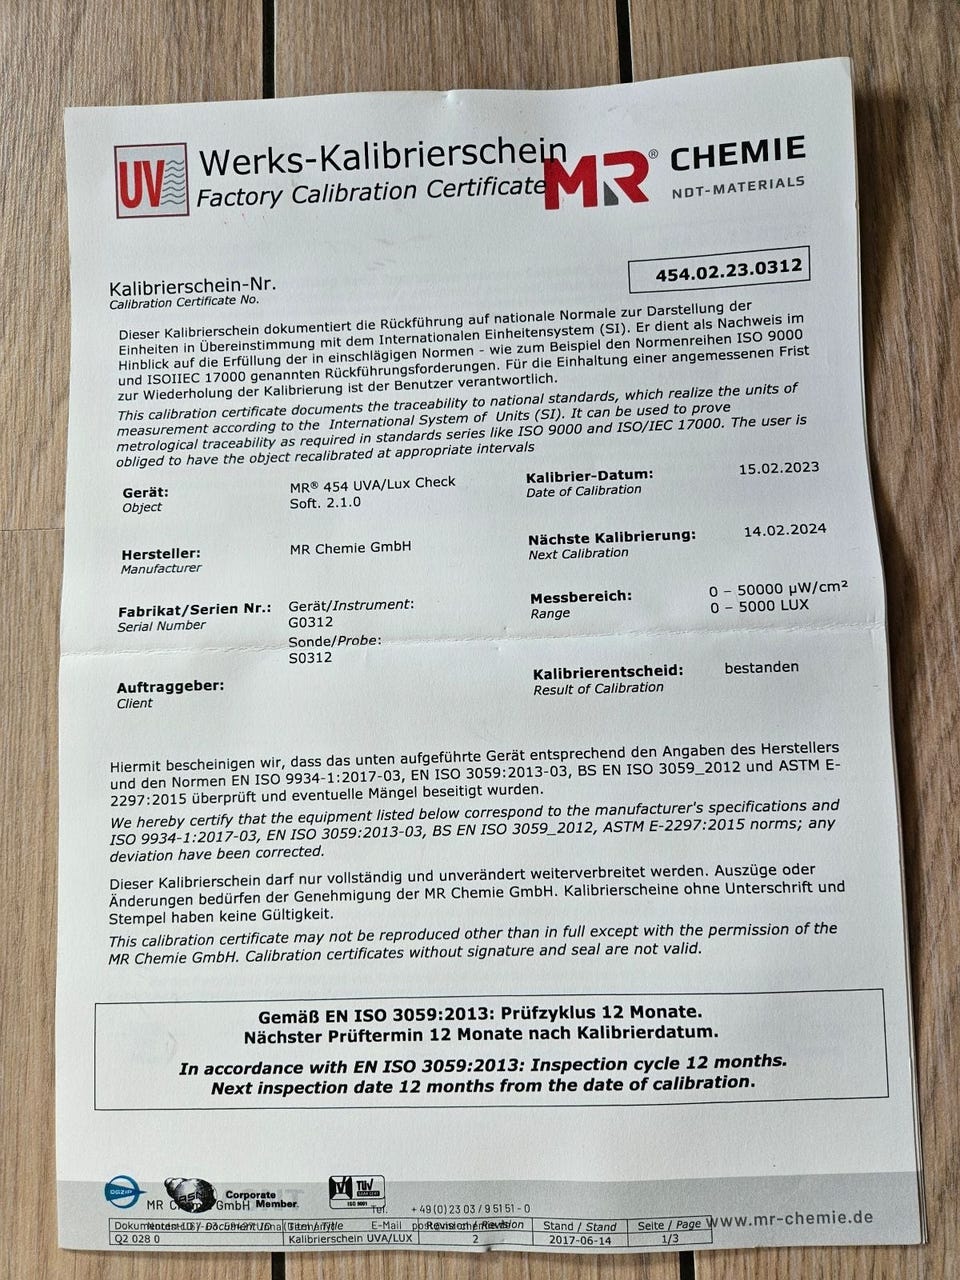 UV
Werks-Kalibrierschein
Factory Calibration Certificate
MR® CHEMIE
NDT-MATERIALS
Kalibrierschein-Nr.
Calibration Certificate No.
454.02.23.0312
Dieser Kalibrierschein dokumentiert die Rückführung auf nationale Normale zur Darstellung der
Einheiten in Übereinstimmung mit dem Internationalen Einheitensystem (SI). Er dient als Nachweis im
Hinblick auf die Erfüllung der in einschlägigen Normen - wie zum Beispiel den Normenreihen ISO 9000
und ISOIIEC 17000 genannten Rückführungsforderungen. Für die Einhaltung einer angemessenen Frist
zur Wiederholung der Kalibrierung ist der Benutzer verantwortlich.
This calibration certificate documents the traceability to national standards, which realize the units of
measurement according to the International System of Units (SI). It can be used to prove
metrological traceability as required in standards series like ISO 9000 and ISO/IEC 17000. The user is
obliged to have the object recalibrated at appropriate intervals
Gerät:
Object
MR® 454 UVA/Lux Check
Soft. 2.1.0
Kalibrier-Datum:
Date of Calibration
15.02.2023
Hersteller:
Manufacturer
MR Chemie GmbH
Nächste Kalibrierung:
Next Calibration
14.02.2024
Fabrikat/Serien Nr.:
Serial Number
Gerät/Instrument:
G0312
Sonde/Probe:
S0312
Messbereich:
Range
0 – 50000 µW/cm²
0 – 5000 LUX
Auftraggeber:
Client
Kalibrierentscheid:
Result of Calibration
bestanden
Hiermit bescheinigen wir, dass das unten aufgeführte Gerät entsprechend den Angaben des Herstellers
und den Normen EN ISO 9934-1:2017-03, EN ISO 3059:2013-03, BS EN ISO 3059_2012 und ASTM E-
2297:2015 überprüft und eventuelle Mängel beseitigt wurden.
We hereby certify that the equipment listed below correspond to the manufacturer's specifications and
ISO 9934-1:2017-03, EN ISO 3059:2013-03, BS EN ISO 3059_2012, ASTM E-2297:2015 norms; any
deviation have been corrected.
Dieser Kalibrierschein darf nur vollständig und unverändert weiterverbreitet werden. Auszüge oder
Änderungen bedürfen der Genehmigung der MR Chemie GmbH. Kalibrierscheine ohne Unterschrift und
Stempel haben keine Gültigkeit.
This calibration certificate may not be reproduced other than in full except with the permission of the
MR Chemie GmbH. Calibration certificates without signature and seal are not valid.
Gemäß EN ISO 3059:2013: Prüfzyklus 12 Monate.
Nächster Prüftermin 12 Monate nach Kalibrierdatum.
In accordance with EN ISO 3059:2013: Inspection cycle 12 months.
Next inspection date 12 months from the date of calibration.
DGZfP
Corporate
Member
TÜV
ISO 9001
MR Chemie GmbH
Tel. +49(0) 23 03 / 9 51 51 - 0
E-Mail
Revision / Revision
Stand / Stand
Seite / Page
www.mr-chemie.de
Q2 028 0
Kalibrierschein UVA/LUX
2
2017-06-14
1/3